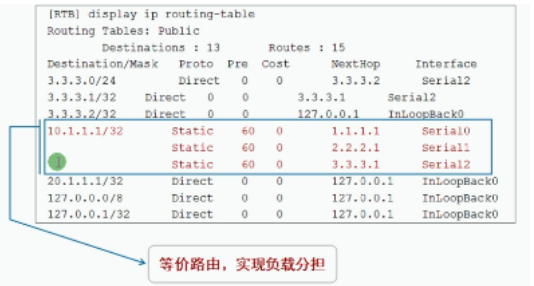 [RTB] display ip routing-table
Routing Tables: Public
Destinations : 13 Routes : 15
Destination/Mask Proto Pre Cost NextHop Interface
3.3.3.0/24 Direct 0 0 3.3.3.2 Serial2
3.3.3.1/32 Direct 0 0 3.3.3.1 Serial2
3.3.3.2/32 Direct 0 0 127.0.0.1 InLoopBack0
10.1.1.1/32 Static 60 0 1.1.1.1 Serial0
Static 60 0 2.2.2.1 Serial1
Static 60 0 3.3.3.1 Serial2
20.1.1.1/32 Direct 0 0 127.0.0.1 InLoopBack0
127.0.0.0/8 Direct 0 0 127.0.0.1 InLoopBack0
127.0.0.1/32 Direct 0 0 127.0.0.1 InLoopBack0
等价路由，实现负载分担